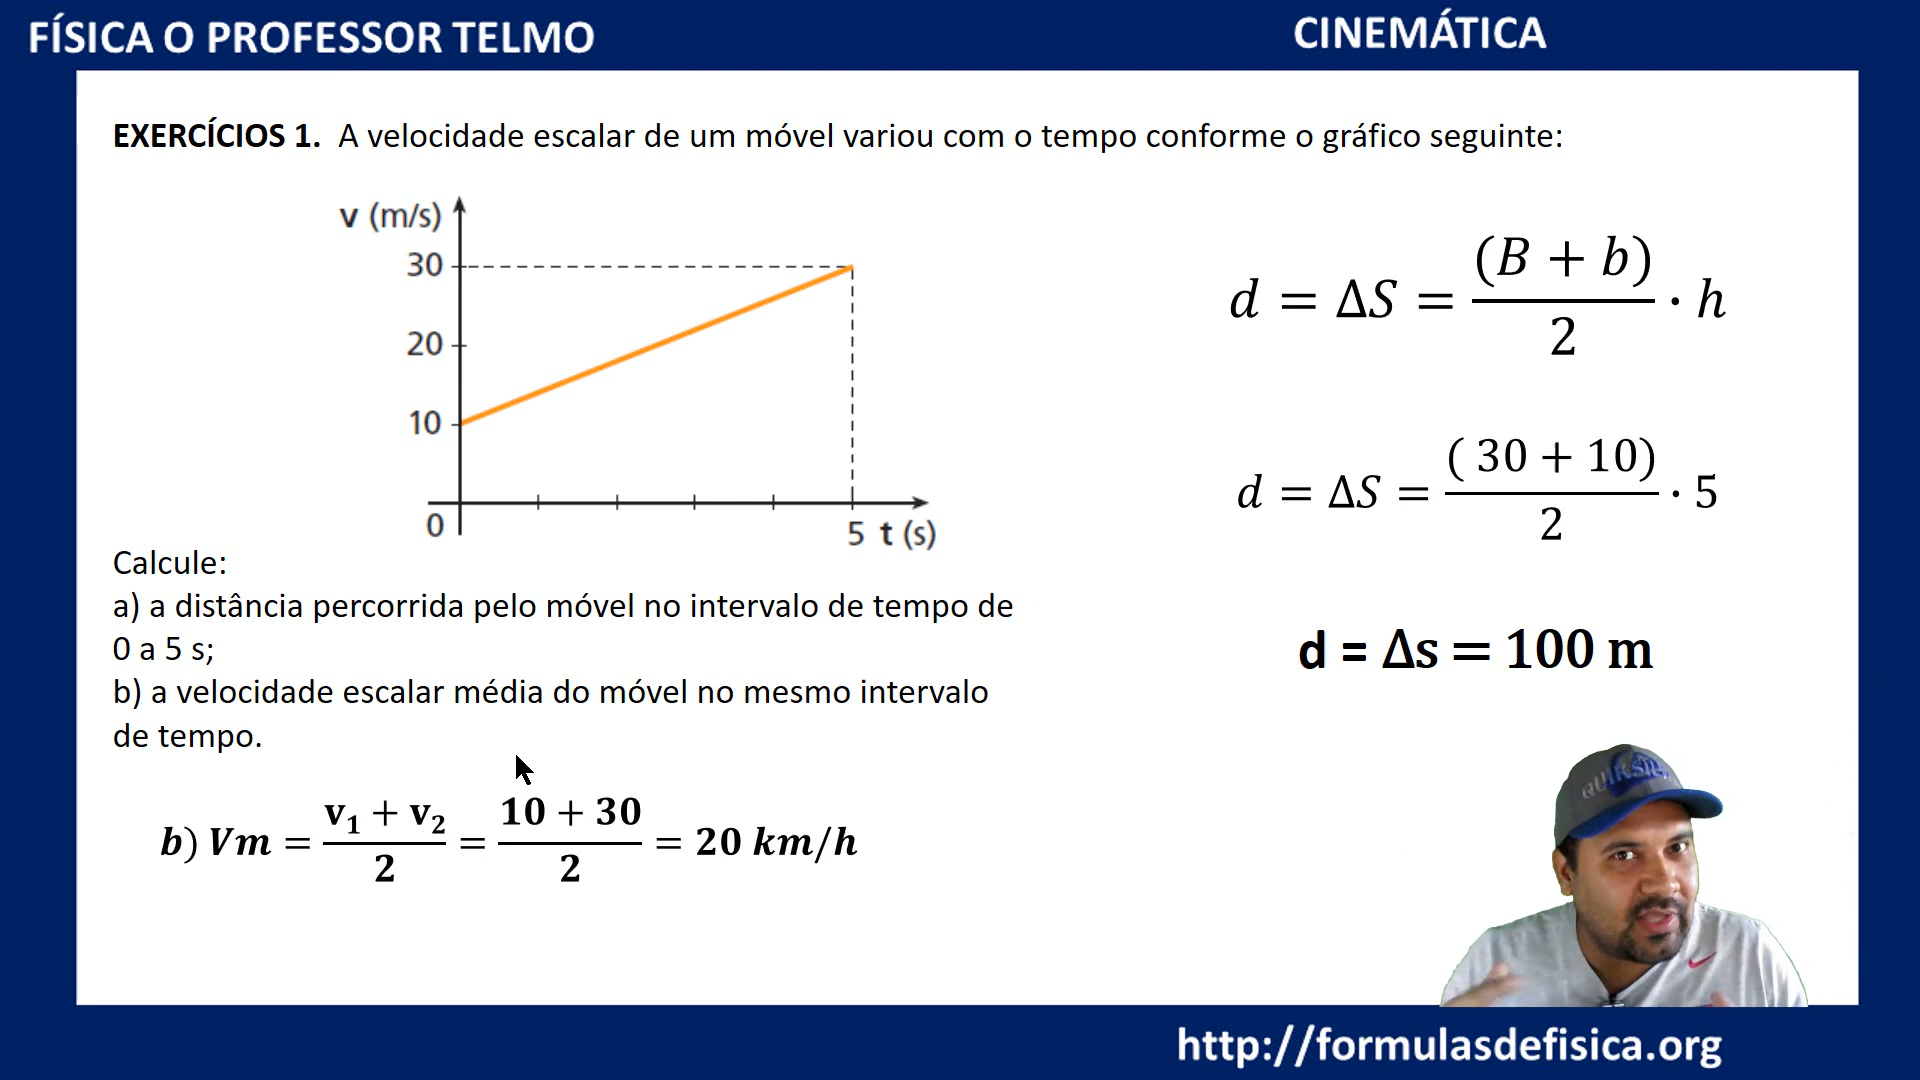 FÍSICA O PROFESSOR TELMO
CINEMÁTICA
EXERCÍCIOS 1. A velocidade escalar de um móvel variou com o tempo conforme o gráfico seguinte:
v (m/s)
30
20
10
0
5 t (s)
d = ΔS = (B + b)/2 · h
d = ΔS = ( 30 + 10)/2 · 5
d = Δs = 100 m
Calcule:
a) a distância percorrida pelo móvel no intervalo de tempo de
0 a 5 s;
b) a velocidade escalar média do móvel no mesmo intervalo
de tempo.
b) Vm = (v₁ + v₂)/2 = (10 + 30)/2 = 20 km/h
http://formulasdefisica.org